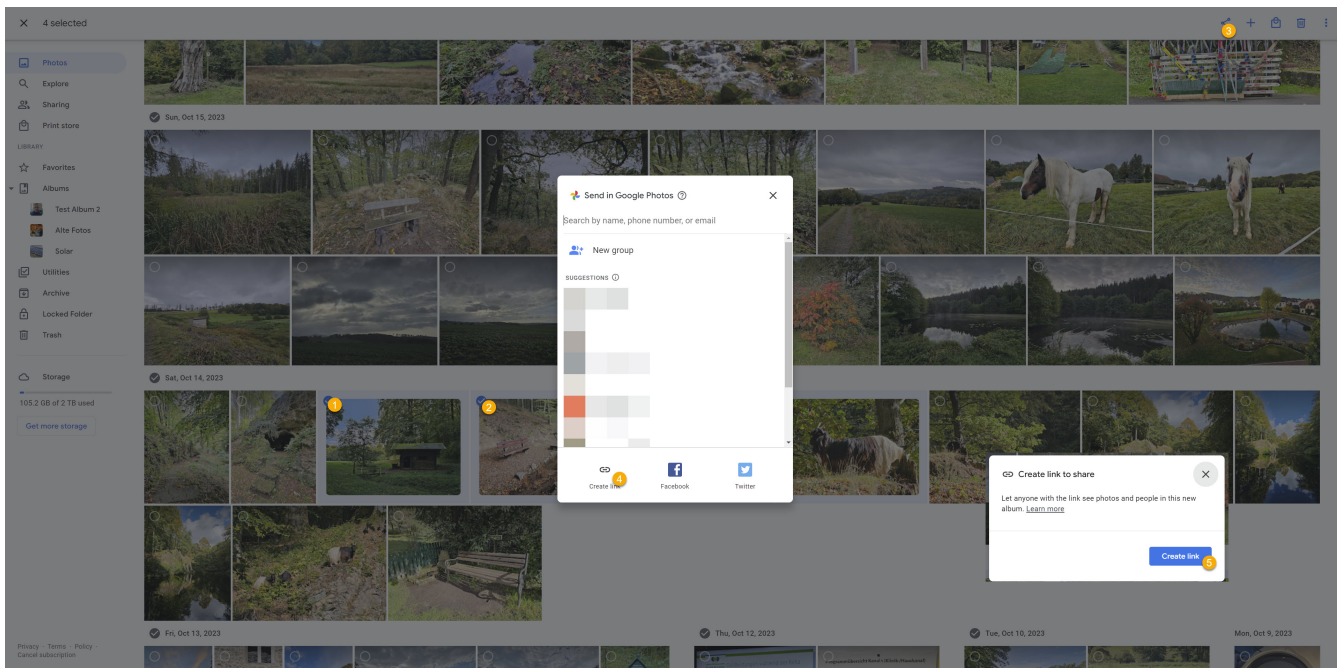 4 selected
3
Photos
Explore
Sharing
Print store
LIBRARY
Favorites
Albums
Test Album 2
Alte Fotos
Solar
Utilities
Archive
Locked Folder
Trash
Storage
105.2 GB of 2 TB used
Get more storage
Privacy · Terms · Policy ·
Cancel subscription
Sun, Oct 15, 2023
Sat, Oct 14, 2023
1
2
Fri, Oct 13, 2023
Thu, Oct 12, 2023
Tue, Oct 10, 2023
Mon, Oct 9, 2023
Send in Google Photos
Search by name, phone number, or email
New group
SUGGESTIONS
Create link
4
Facebook
Twitter
Create link to share
Let anyone with the link see photos and people in this new
album. Learn more
Create link
5